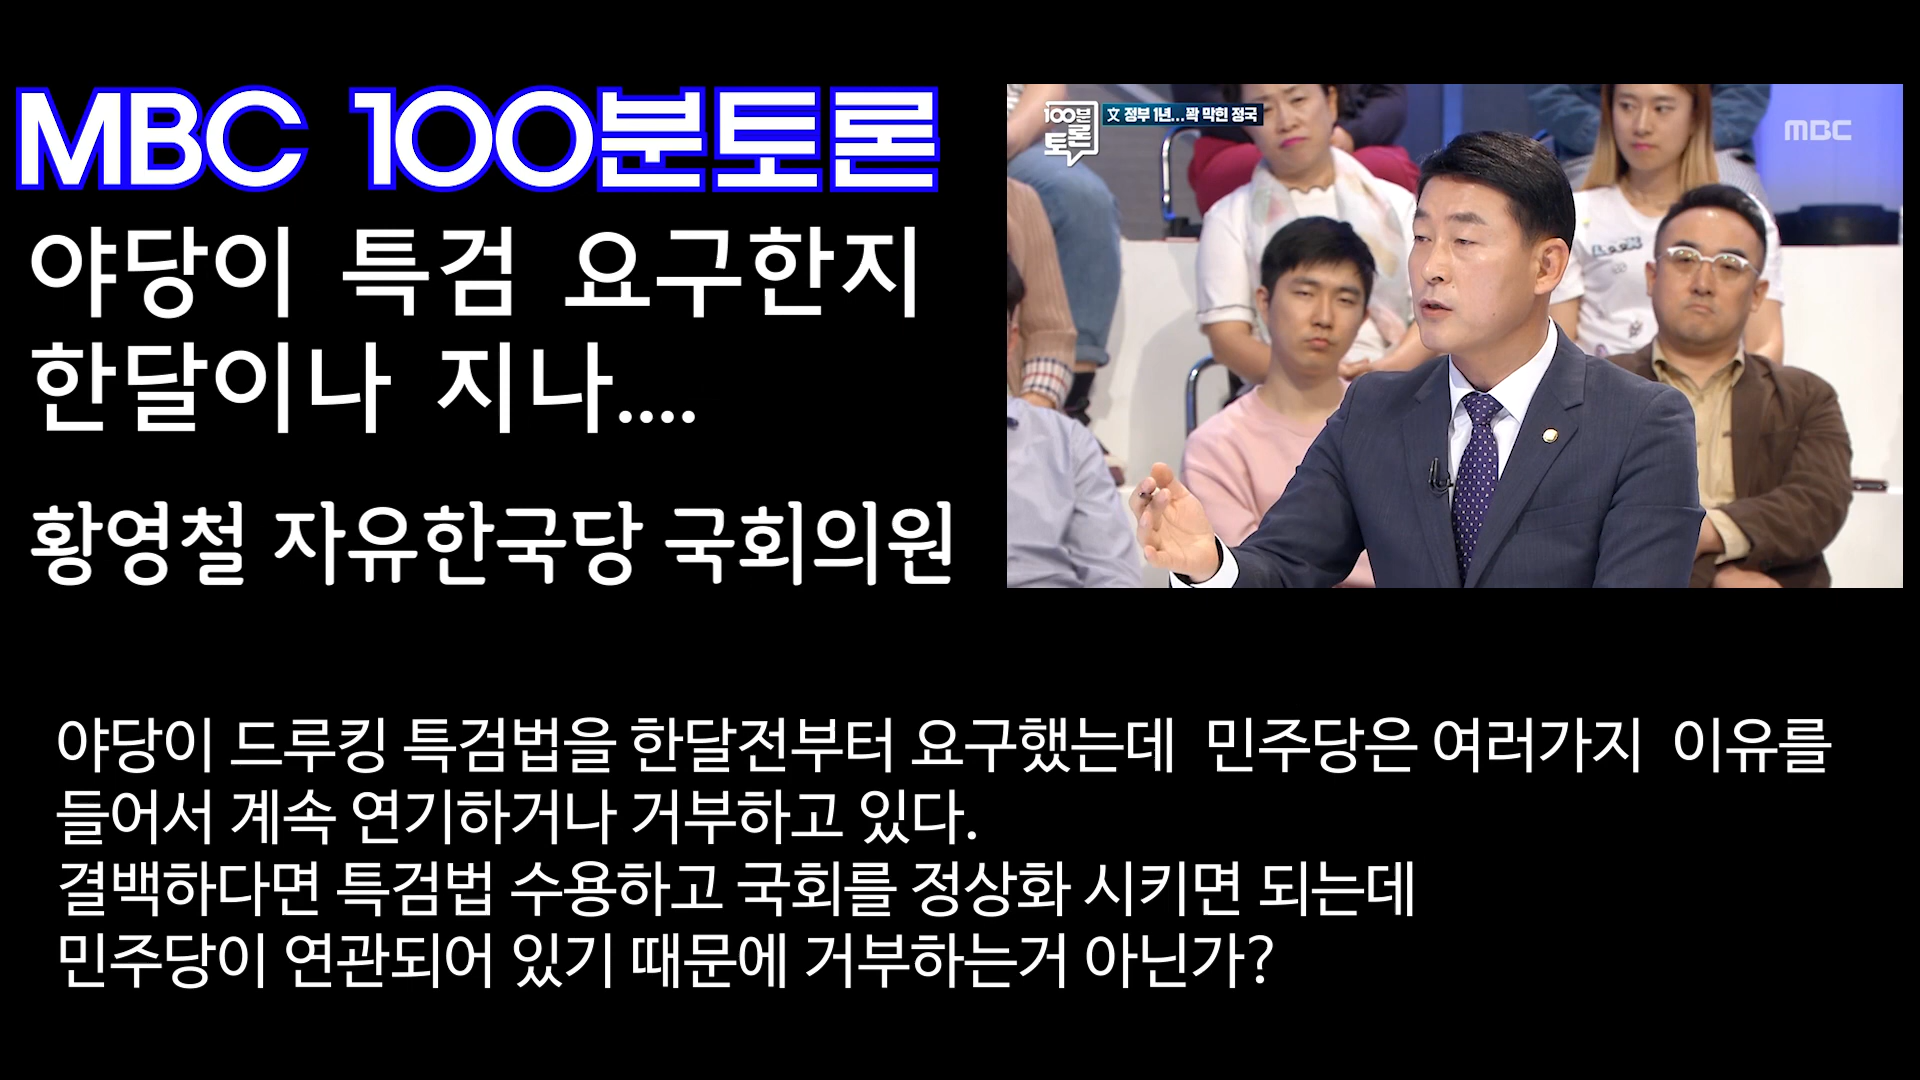 MBC 100분토론
야당이 특검 요구한지
한달이나 지나....
황영철 자유한국당 국회의원
100분
토론
文 정부 1년...꽉 막힌 정국
MBC
야당이 드루킹 특검법을 한달전부터 요구했는데 민주당은 여러가지 이유를
들어서 계속 연기하거나 거부하고 있다.
결백하다면 특검법 수용하고 국회를 정상화 시키면 되는데
민주당이 연관되어 있기 때문에 거부하는거 아닌가?